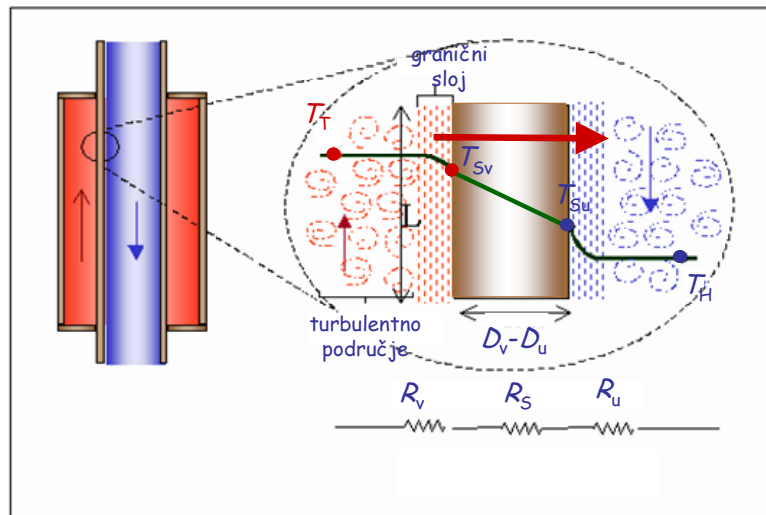 granični
sloj
T_T
T_Sv
T_Su
L
T_H
turbulentno
područje
D_v-D_u
R_v
R_S
R_u